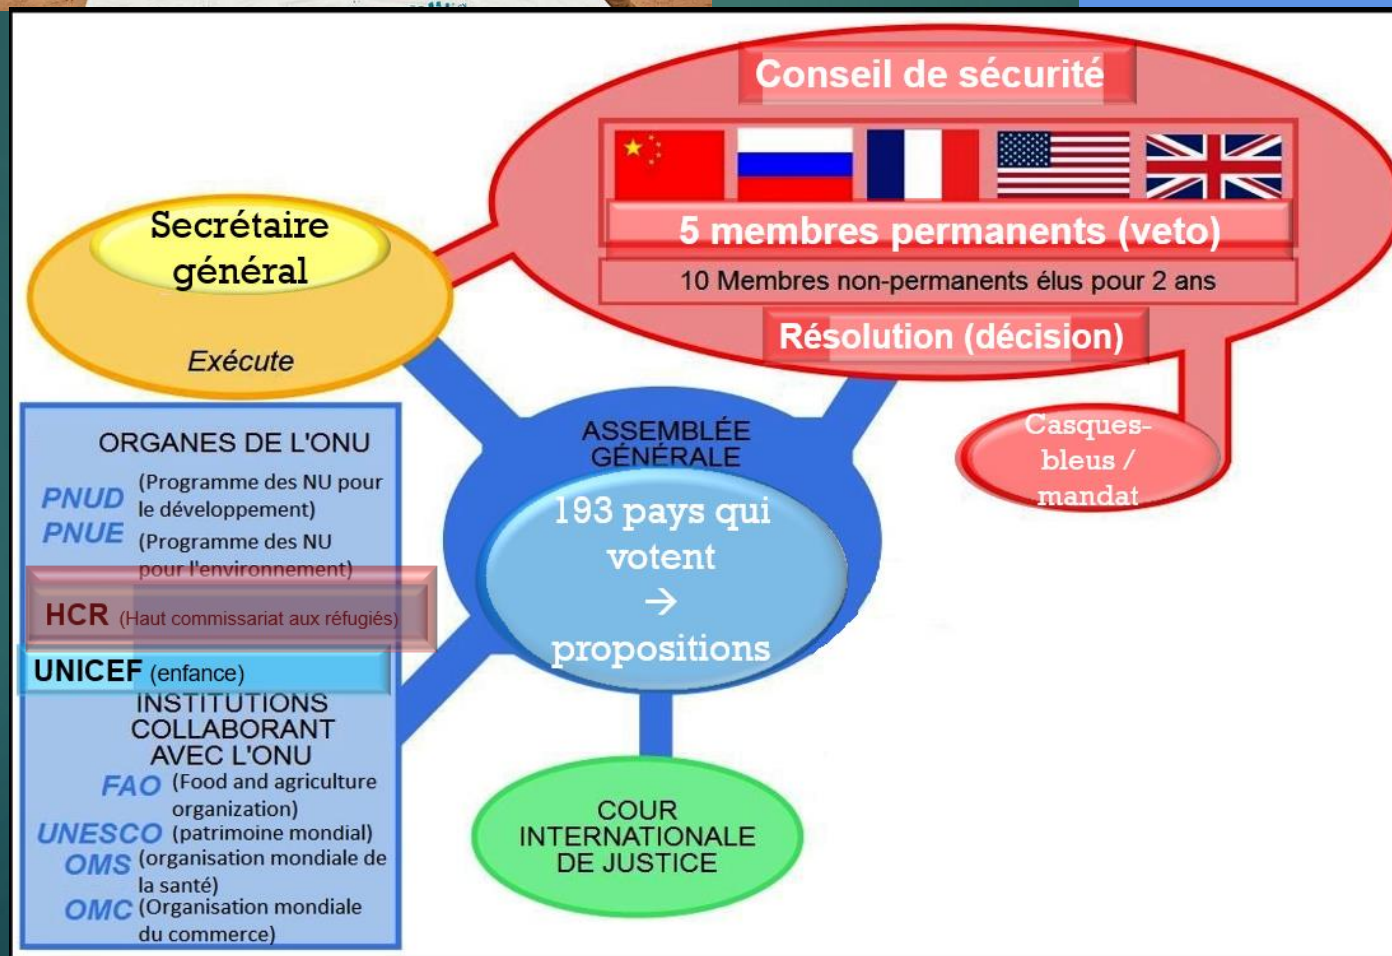 Conseil de sécurité
5 membres permanents (veto)
10 Membres non-permanents élus pour 2 ans
Résolution (décision)
Casques-
bleus /
mandat
Secrétaire
général
Exécute
ASSEMBLÉE
GÉNÉRALE
193 pays qui
votent
→
propositions
ORGANES DE L'ONU
PNUD (Programme des NU pour
le développement)
PNUE (Programme des NU
pour l'environnement)
HCR (Haut commissariat aux réfugiés)
UNICEF (enfance)
INSTITUTIONS
COLLABORANT
AVEC L'ONU
FAO (Food and agriculture
organization)
UNESCO (patrimoine mondial)
OMS (organisation mondiale de
la santé)
OMC (Organisation mondiale
du commerce)
COUR
INTERNATIONALE
DE JUSTICE